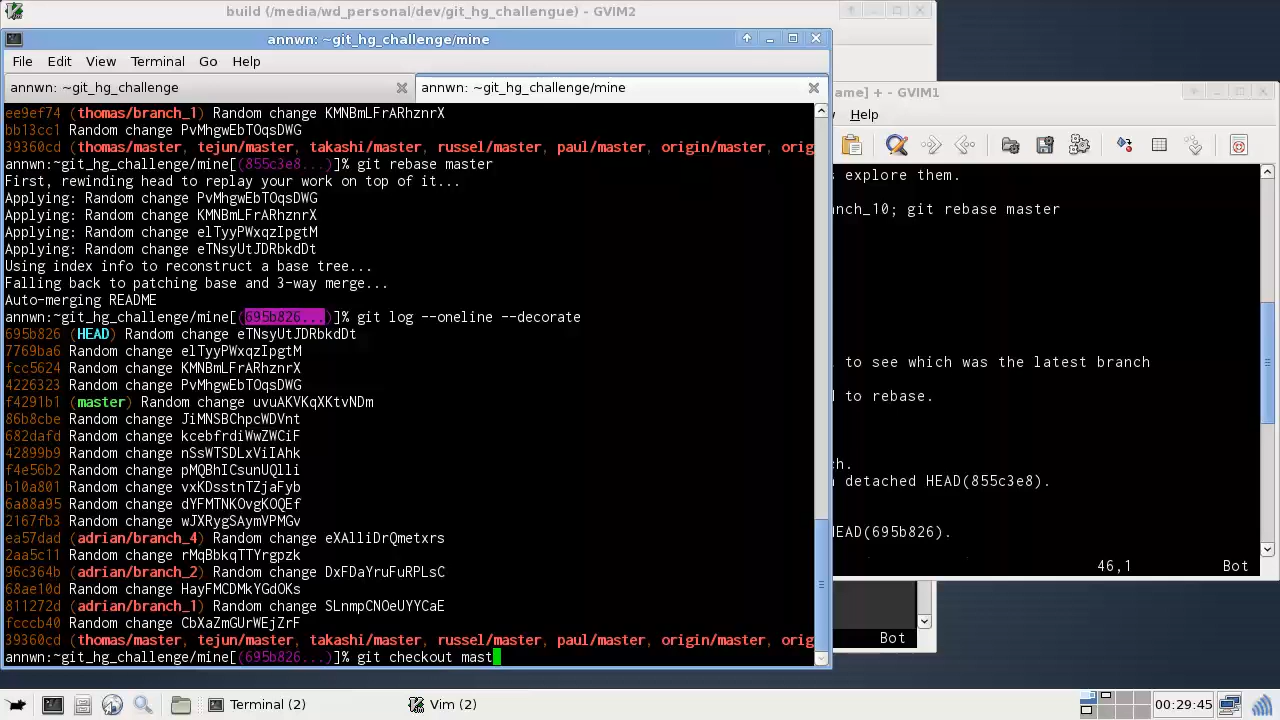 build (/media/wd_personal/dev/git_hg_challengue) - GVIM2
annwn: ~git_hg_challenge/mine
File Edit View Terminal Go Help
annwn: ~git_hg_challenge
annwn: ~git_hg_challenge/mine
ee9ef74 (thomas/branch_1) Random change KMNBmLFrARhznrX
bb13cc1 Random change PvMhgwEbTOqsDWG
39360cd (thomas/master, tejun/master, takashi/master, russel/master, paul/master, origin/master, orig
annwn:~git_hg_challenge/mine[(855c3e8...)]% git rebase master
First, rewinding head to replay your work on top of it...
Applying: Random change PvMhgwEbTOqsDWG
Applying: Random change KMNBmLFrARhznrX
Applying: Random change elTyyPWxqzIpgtM
Applying: Random change eTNsyUtJDRbkdDt
Using index info to reconstruct a base tree...
Falling back to patching base and 3-way merge...
Auto-merging README
annwn:~git_hg_challenge/mine[(695b826...)]% git log --oneline --decorate
695b826 (HEAD) Random change eTNsyUtJDRbkdDt
7769ba6 Random change elTyyPWxqzIpgtM
fcc5624 Random change KMNBmLFrARhznrX
4226323 Random change PvMhgwEbTOqsDWG
f4291b1 (master) Random change uvuAKVKqXKtvNDm
86b8cbe Random change JiMNSBChpcWDVnt
682dafd Random change kcebfrdiWwZWCiF
42899b9 Random change nSsWTSDLxViIAhk
f4e56b2 Random change pMQBhICsunUQlli
b10a801 Random change vxKDsstnTZjaFyb
6a88a95 Random change dYFMTNKOvgKOQEf
2167fb3 Random change wJXRygSAymVPMGv
ea57dad (adrian/branch_4) Random change eXAlliDrQmetxrs
2aa5c11 Random change rMqBbkqTTYrgpzk
96c364b (adrian/branch_2) Random change DxFDaYruFuRPLsC
68ae10d Random change HayFMCDMkYGdOKs
811272d (adrian/branch_1) Random change SLnmpCNOeUYYCaE
fcccb40 Random change CbXaZmGUrWEjZrF
39360cd (thomas/master, tejun/master, takashi/master, russel/master, paul/master, origin/master, orig
annwn:~git_hg_challenge/mine[(695b826...)]% git checkout mast
ame] + - GVIM1
Help
s explore them.
nch_10; git rebase master
to see which was the latest branch
d to rebase.
ch.
detached HEAD(855c3e8).
HEAD(695b826).
46,1 Bot
Bot
Terminal (2)
Vim (2)
00:29:45